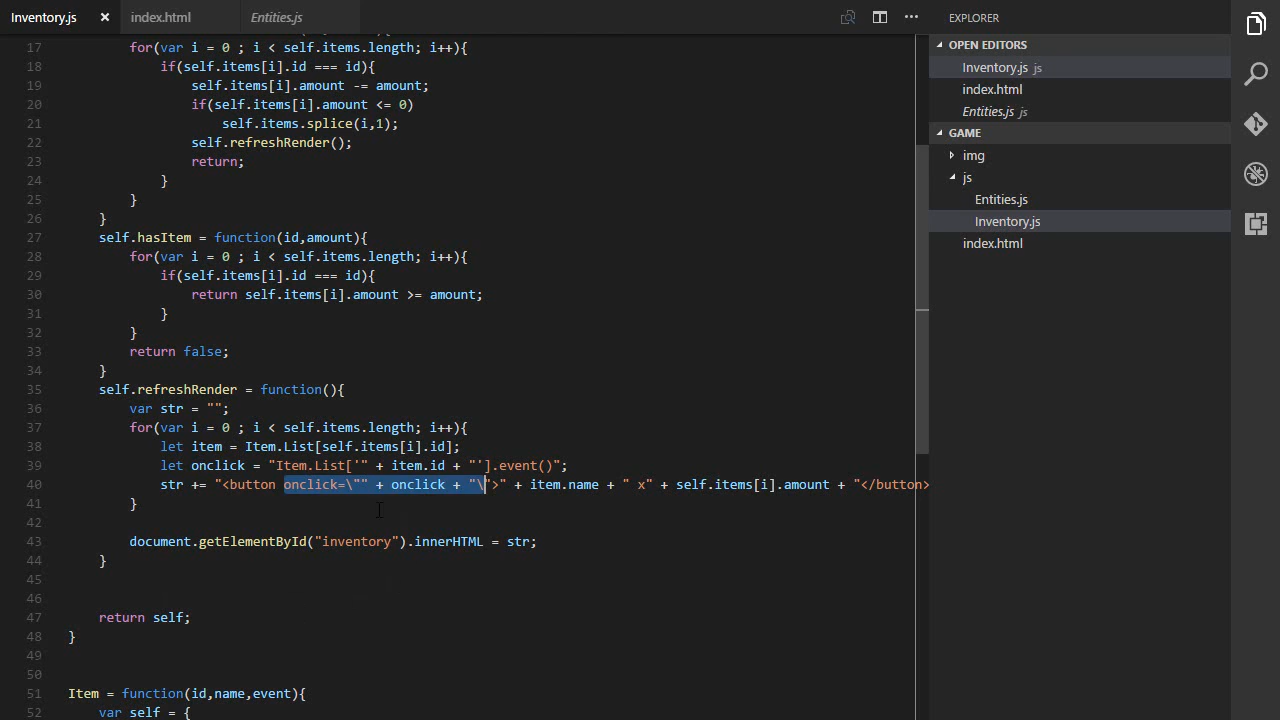 Inventory.js × index.html Entities.js
17 for(var i = 0 ; i < self.items.length; i++){
18 if(self.items[i].id === id){
19 self.items[i].amount -= amount;
20 if(self.items[i].amount <= 0)
21 self.items.splice(i,1);
22 self.refreshRender();
23 return;
24 }
25 }
26 }
27 self.hasItem = function(id,amount){
28 for(var i = 0 ; i < self.items.length; i++){
29 if(self.items[i].id === id){
30 return self.items[i].amount >= amount;
31 }
32 }
33 return false;
34 }
35 self.refreshRender = function(){
36 var str = "";
37 for(var i = 0 ; i < self.items.length; i++){
38 let item = Item.List[self.items[i].id];
39 let onclick = "Item.List['" + item.id + "'].event()";
40 str += "<button onclick=\"" + onclick + "\">" + item.name + " x" + self.items[i].amount + "</button>
41 }
42
43 document.getElementById("inventory").innerHTML = str;
44 }
45
46
47 return self;
48 }
49
50
51 Item = function(id,name,event){
52 var self = {
EXPLORER
OPEN EDITORS
Inventory.js js
index.html
Entities.js js
GAME
img
js
Entities.js
Inventory.js
index.html